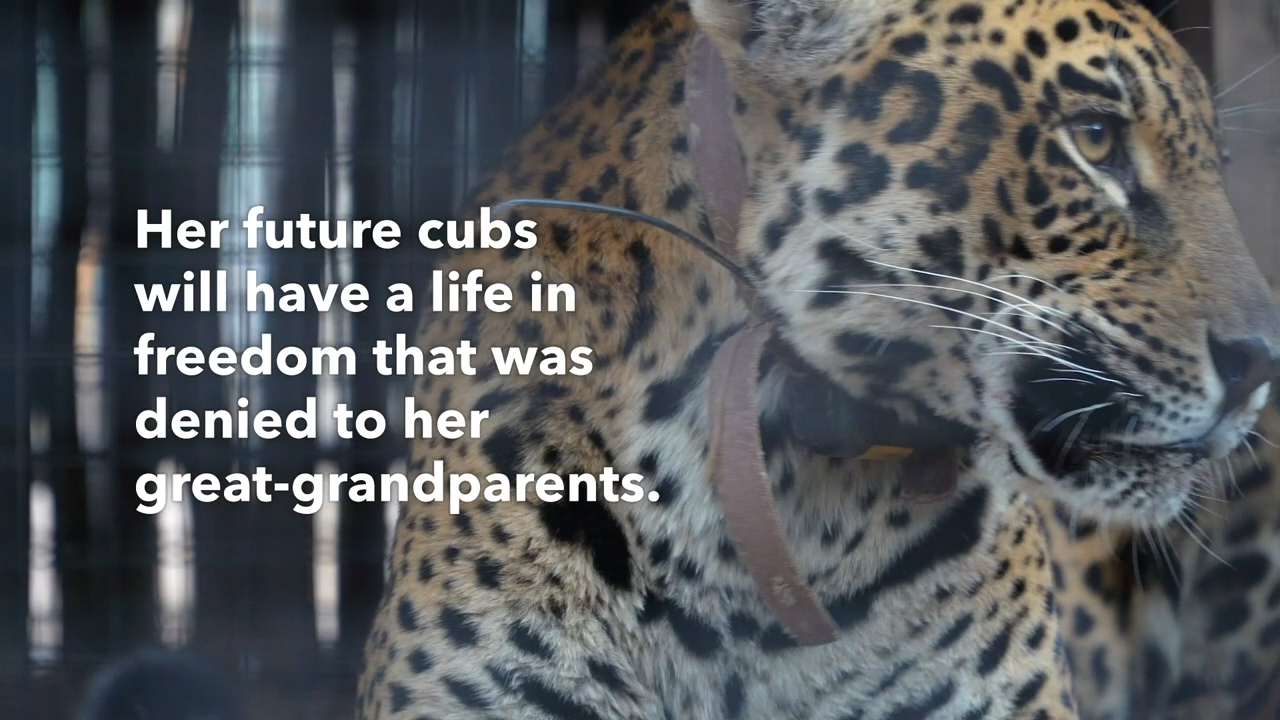 Her future cubs
will have a life in
freedom that was
denied to her
great-grandparents.